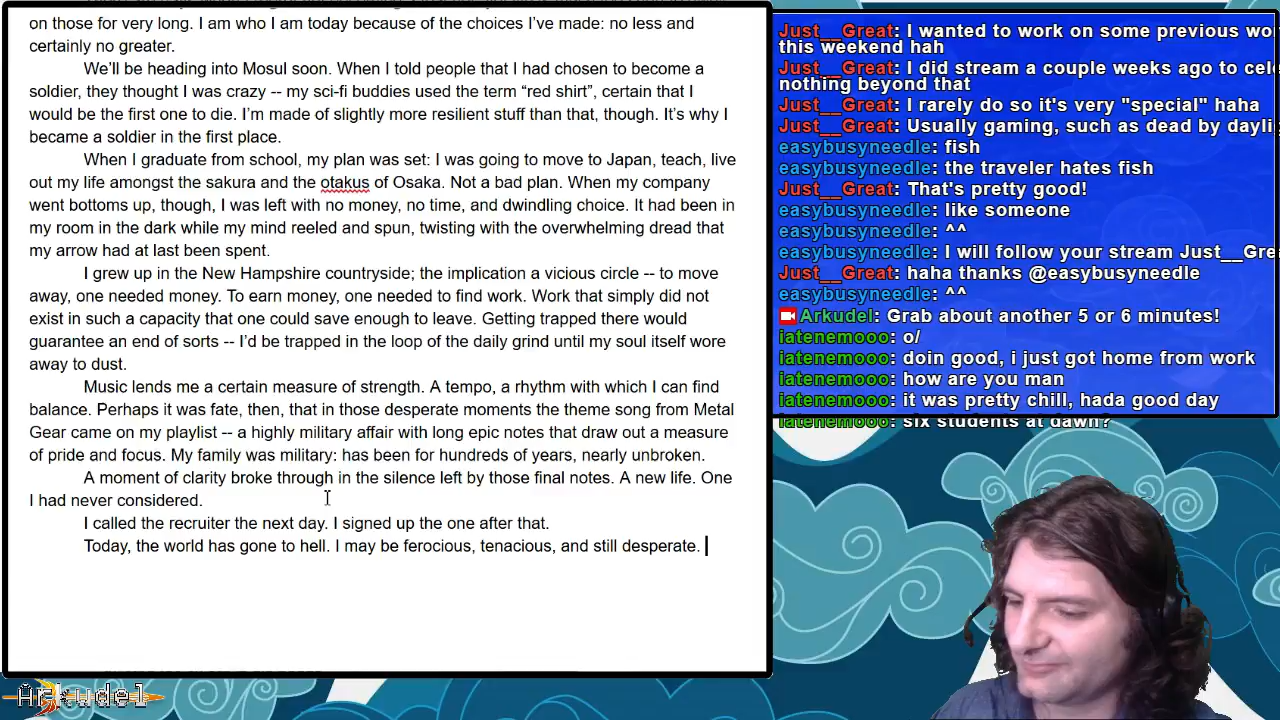 on those for very long. I am who I am today because of the choices I've made: no less and
certainly no greater.
We'll be heading into Mosul soon. When I told people that I had chosen to become a
soldier, they thought I was crazy -- my sci-fi buddies used the term “red shirt”, certain that I
would be the first one to die. I'm made of slightly more resilient stuff than that, though. It's why I
became a soldier in the first place.
When I graduate from school, my plan was set: I was going to move to Japan, teach, live
out my life amongst the sakura and the otakus of Osaka. Not a bad plan. When my company
went bottoms up, though, I was left with no money, no time, and dwindling choice. It had been in
my room in the dark while my mind reeled and spun, twisting with the overwhelming dread that
my arrow had at last been spent.
I grew up in the New Hampshire countryside; the implication a vicious circle -- to move
away, one needed money. To earn money, one needed to find work. Work that simply did not
exist in such a capacity that one could save enough to leave. Getting trapped there would
guarantee an end of sorts -- I'd be trapped in the loop of the daily grind until my soul itself wore
away to dust.
Music lends me a certain measure of strength. A tempo, a rhythm with which I can find
balance. Perhaps it was fate, then, that in those desperate moments the theme song from Metal
Gear came on my playlist -- a highly military affair with long epic notes that draw out a measure
of pride and focus. My family was military: has been for hundreds of years, nearly unbroken.
A moment of clarity broke through in the silence left by those final notes. A new life. One
I had never considered.
I called the recruiter the next day. I signed up the one after that.
Today, the world has gone to hell. I may be ferocious, tenacious, and still desperate.
Just__Great: I wanted to work on some previous wo
this weekend hah
Just__Great: I did stream a couple weeks ago to cel
nothing beyond that
Just__Great: I rarely do so it's very "special" haha
Just__Great: Usually gaming, such as dead by dayli
easybusyneedle: fish
easybusyneedle: the traveler hates fish
Just__Great: That's pretty good!
easybusyneedle: like someone
easybusyneedle: ^^
easybusyneedle: I will follow your stream Just__Gre
Just__Great: haha thanks @easybusyneedle
easybusyneedle: ^^
Arkudel: Grab about another 5 or 6 minutes!
iatenemooo: o/
iatenemooo: doin good, i just got home from work
iatenemooo: how are you man
iatenemooo: it was pretty chill, hada good day
iatenemooo: six students at dawn?
Arkudel